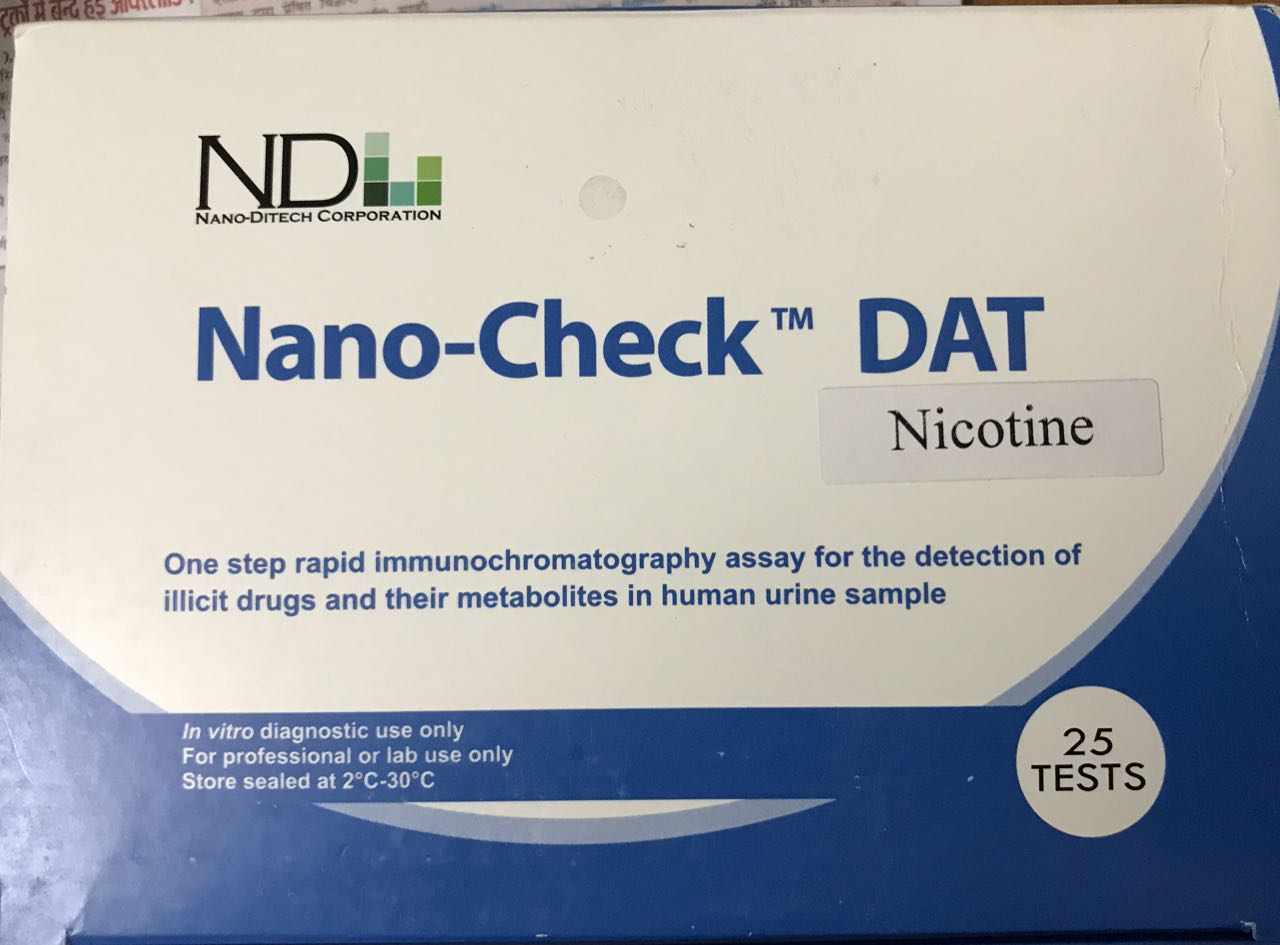 ट्रकों में बन्द हुई
ND
NANO-DITECH CORPORATION
Nano-Check™ DAT
Nicotine
One step rapid immunochromatography assay for the detection of
illicit drugs and their metabolites in human urine sample
In vitro diagnostic use only
For professional or lab use only
Store sealed at 2°C-30°C
25
TESTS